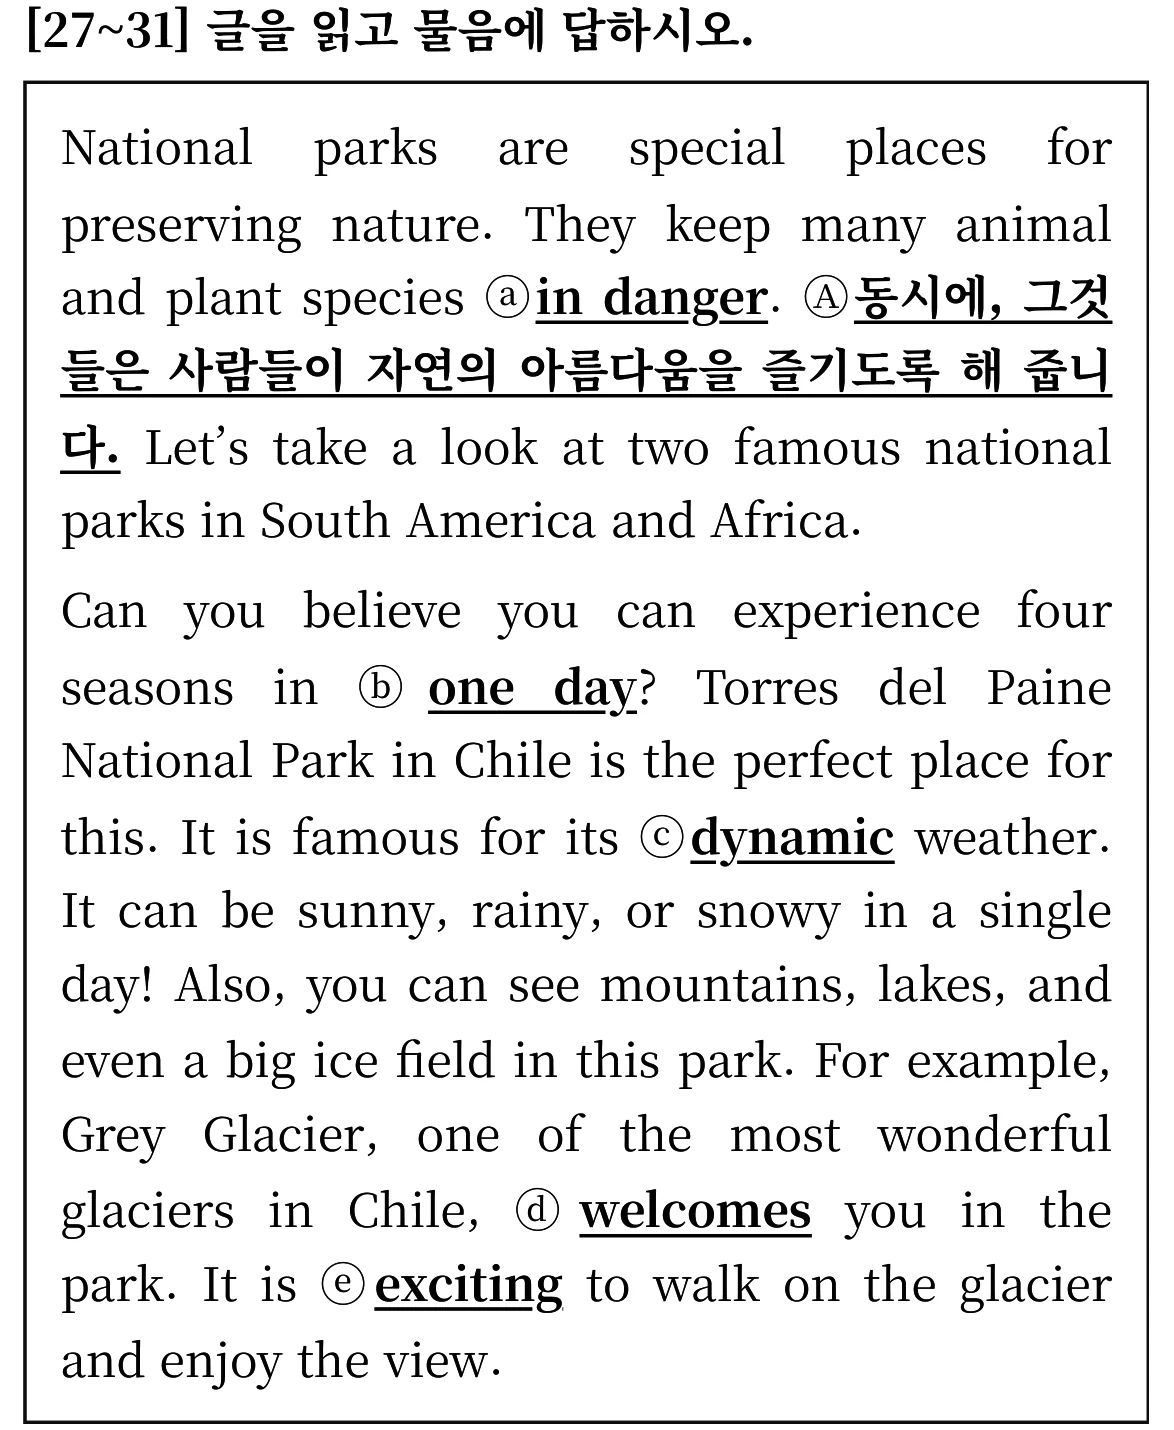 [27~31] 글을 읽고 물음에 답하시오.
National parks are special places for
preserving nature. They keep many animal
and plant species ⓐin danger. Ⓐ동시에, 그것
들은 사람들이 자연의 아름다움을 즐기도록 해 줍니
다. Let’s take a look at two famous national
parks in South America and Africa.
Can you believe you can experience four
seasons in ⓑ one day? Torres del Paine
National Park in Chile is the perfect place for
this. It is famous for its ⓒdynamic weather.
It can be sunny, rainy, or snowy in a single
day! Also, you can see mountains, lakes, and
even a big ice field in this park. For example,
Grey Glacier, one of the most wonderful
glaciers in Chile, ⓓ welcomes you in the
park. It is ⓔexciting to walk on the glacier
and enjoy the view.